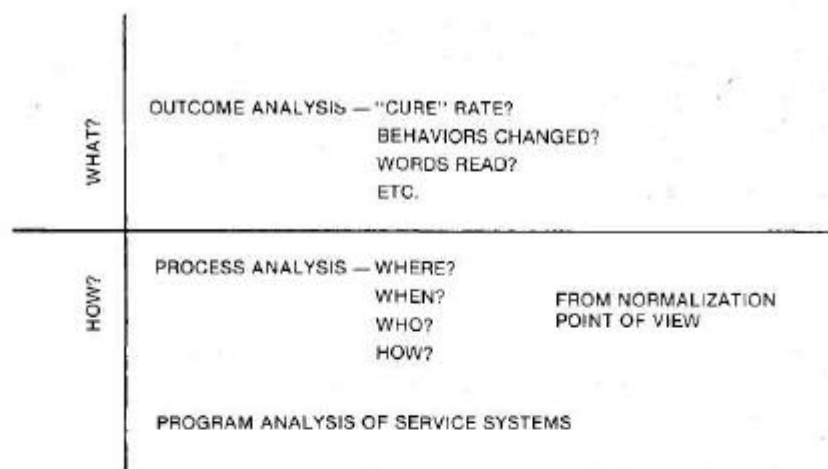 WHAT?
OUTCOME ANALYSIS — "CURE" RATE?
BEHAVIORS CHANGED?
WORDS READ?
ETC.
HOW?
PROCESS ANALYSIS — WHERE?
WHEN?
WHO?
HOW?
FROM NORMALIZATION
POINT OF VIEW
PROGRAM ANALYSIS OF SERVICE SYSTEMS